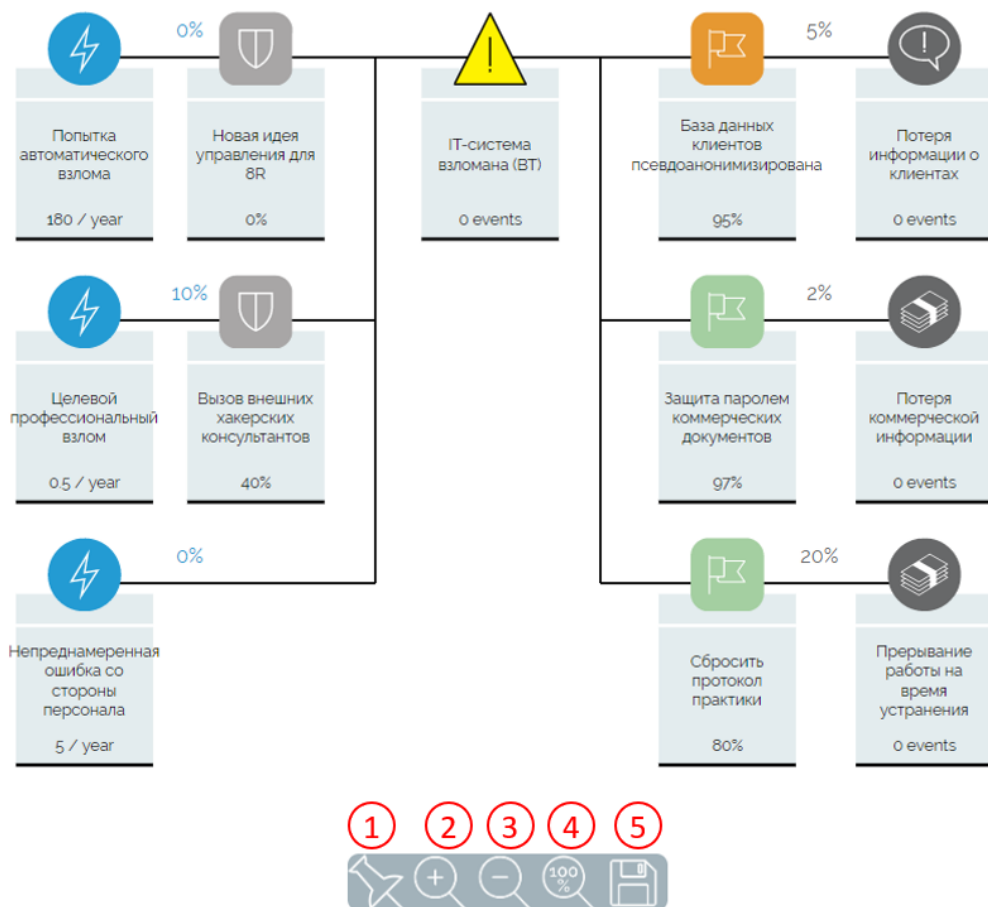 0%
5%
Попытка
автоматического
взлома
180 / year
Новая идея
управления для
8R
0%
IT-система
взломана (BT)
0 events
База данных
клиентов
псевдоанонимизирована
95%
Потеря
информации о
клиентах
0 events
10%
2%
Целевой
профессиональный
взлом
0.5 / year
Вызов внешних
хакерских
консультантов
40%
Защита паролем
коммерческих
документов
97%
Потеря
коммерческой
информации
0 events
0%
20%
Непреднамеренная
ошибка со
стороны
персонала
5 / year
Сбросить
протокол
практики
80%
Прерывание
работы на
время
устранения
0 events
1 2 3 4 5
100
%